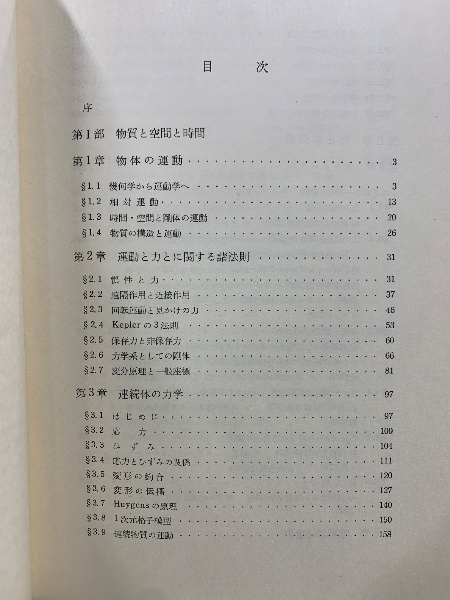 目次
序
第1部 物質と空間と時間
第1章 物体の運動 3
§1.1 幾何学から運動学へ 3
§1.2 相対運動 13
§1.3 時間・空間と剛体の運動 20
§1.4 物質の構造と運動 26
第2章 運動と力とに関する諸法則 31
§2.1 慣性と力 31
§2.2 遠隔作用と近接作用 37
§2.3 回転運動と見かけの力 46
§2.4 Keplerの3法則 53
§2.5 保存力と非保存力 60
§2.6 力学系としての剛体 66
§2.7 変分原理と一般座標 81
第3章 連続体の力学 97
§3.1 はじめに 97
§3.2 応力 100
§3.3 ひずみ 104
§3.4 応力とひずみの関係 111
§3.5 変形の釣合 120
§3.6 変形の伝播 127
§3.7 Huygensの原理 140
§3.8 1次元格子模型 150
§3.9 連続物質の運動 158